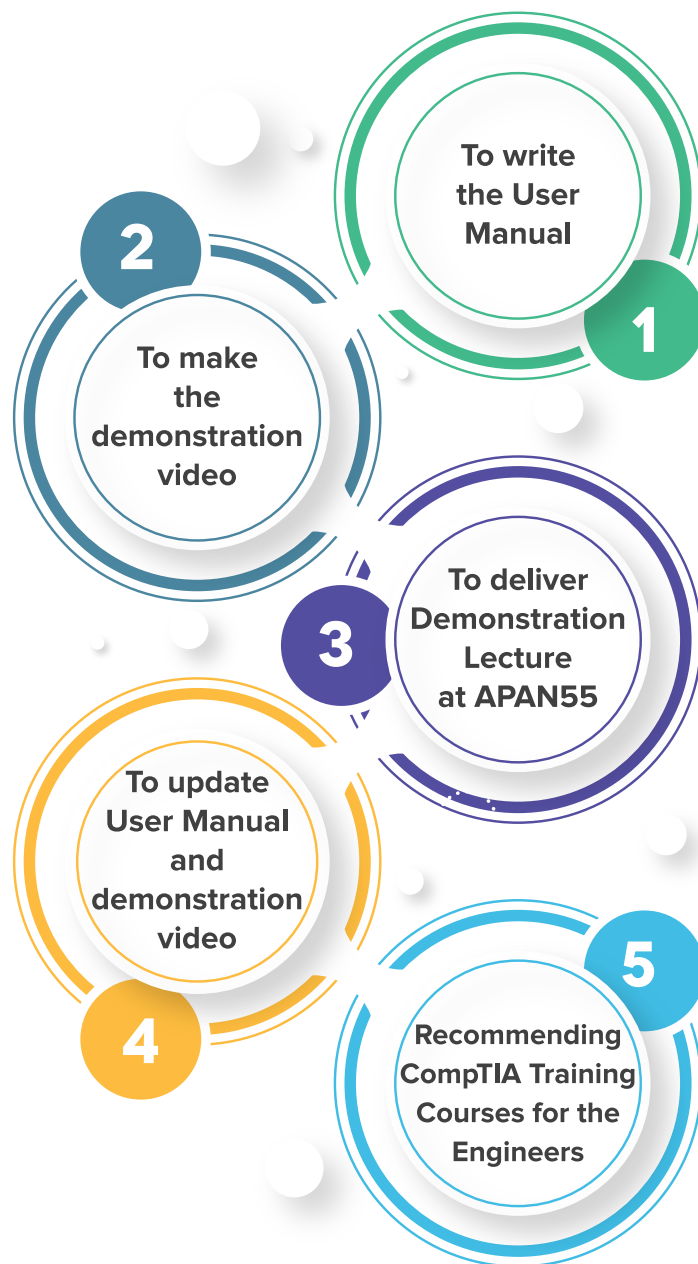 To write
the User
Manual
1
2
To make
the
demonstration
video
3
To deliver
Demonstration
Lecture
at APAN55
To update
User Manual
and
demonstration
video
4
5
Recommending
CompTIA Training
Courses for the
Engineers